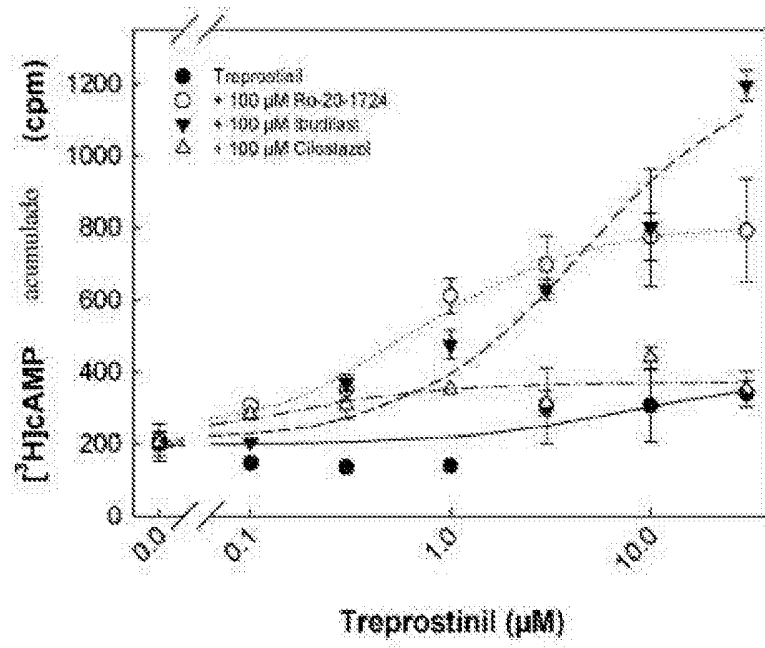 [³H]cAMP acumulado (cpm)
1200
1000
800
600
400
200
0
Treprostinil
+ 100 µM Ro-20-1724
+ 100 µM Ibudilast
+ 100 µM Cilostazol
0.0
0.1
1.0
10.0
Treprostinil (µM)